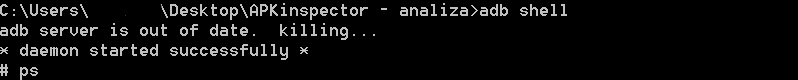 C:\Users\ \Desktop\APKinspector - analiza>adb shell
adb server is out of date. killing...
* daemon started successfully *
# ps